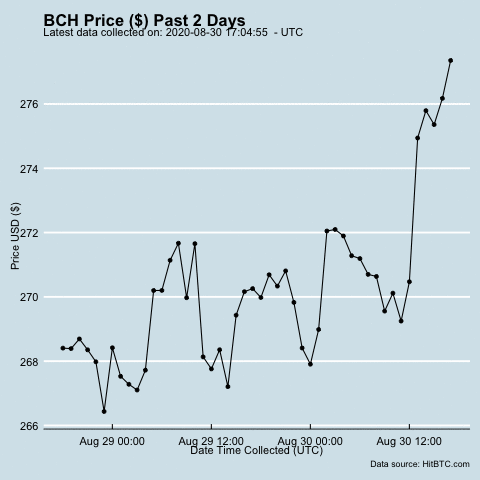 BCH Price ($) Past 2 Days
Latest data collected on: 2020-08-30 17:04:55  - UTC
276
274
272
270
268
266
Price USD ($)
Aug 29 00:00 Aug 29 12:00 Aug 30 00:00 Aug 30 12:00
Date Time Collected (UTC)
Data source: HitBTC.com